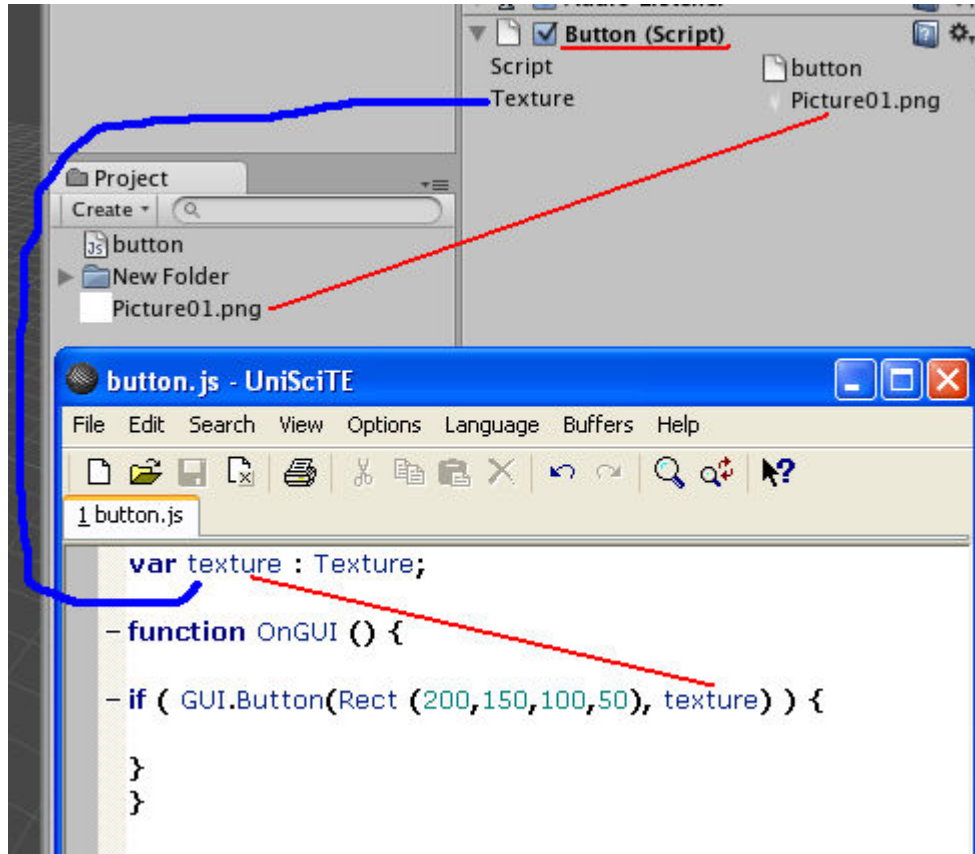 Button (Script)
Script button
Texture Picture01.png
Project
Create
button
New Folder
Picture01.png
button.js - UniSciTE
File Edit Search View Options Language Buffers Help
1 button.js
var texture : Texture;
function OnGUI () {
if ( GUI.Button(Rect (200,150,100,50), texture) ) {
}
}